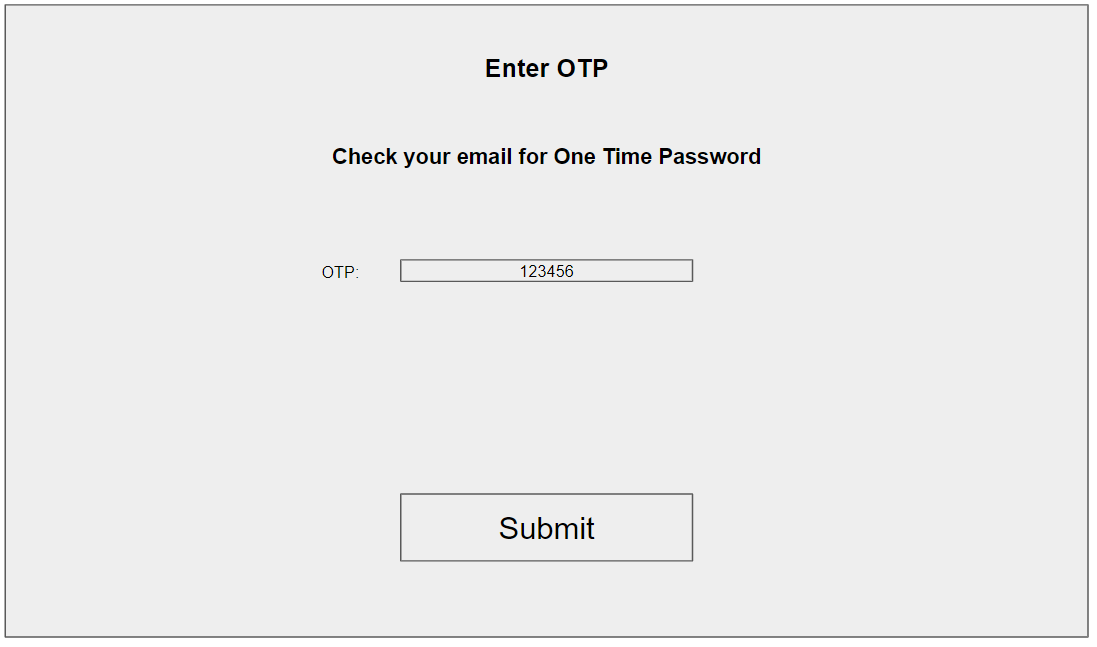 Enter OTP
Check your email for One Time Password
OTP: 123456
Submit